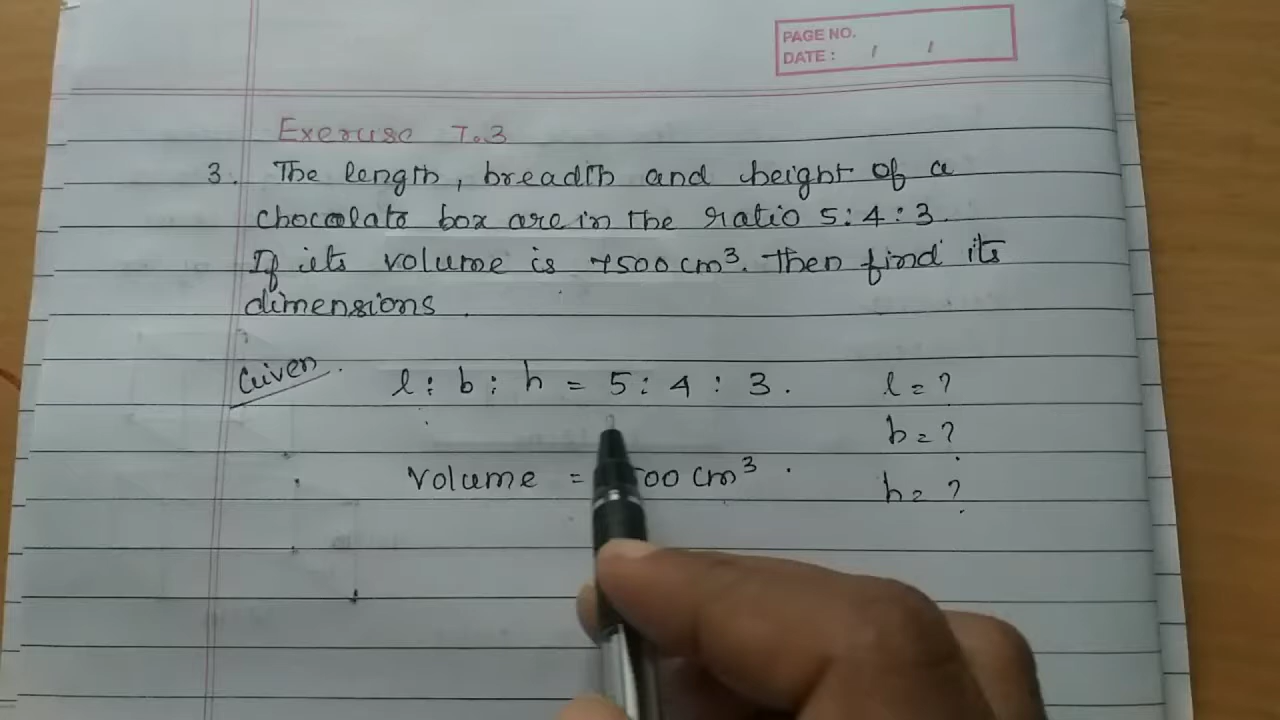 PAGE NO.
DATE : / /
Exercise 7.3
3. The length, breadth and height of a
chocolate box are in the ratio 5:4:3.
If its volume is 7500 cm³. Then find its
dimensions.
Given. l : b : h = 5 : 4 : 3. l = ?
b = ?
Volume = 500 cm³. h = ?